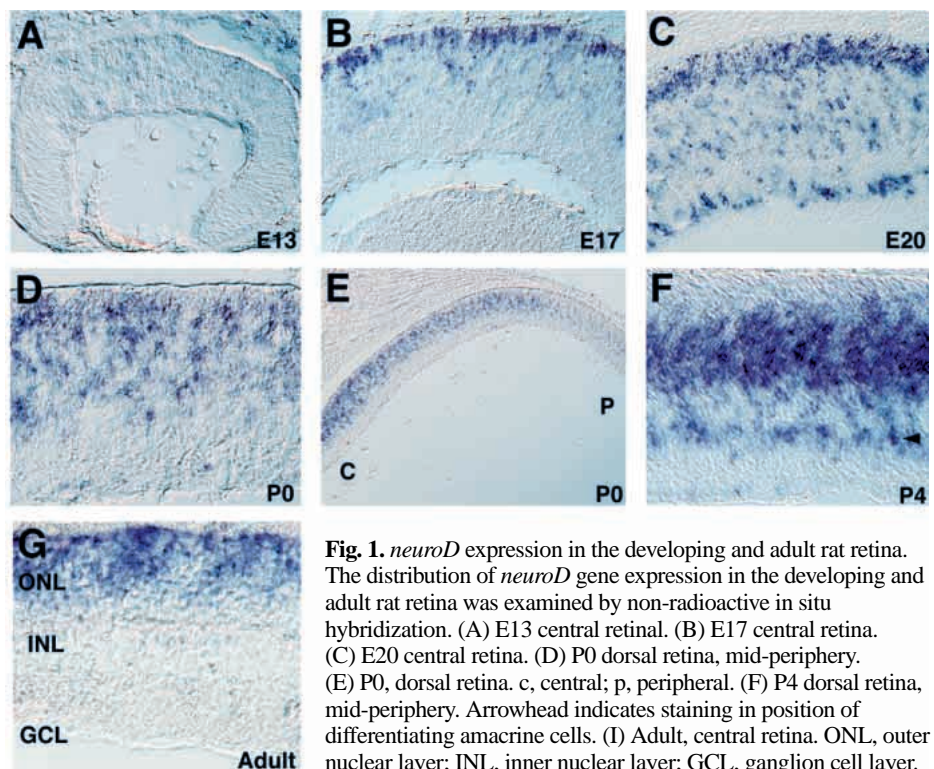 A
E13
B
E17
C
E20
D
P0
E
P
C
P0
F
P4
G
ONL
INL
GCL
Adult
Fig. 1. neuroD expression in the developing and adult rat retina.
The distribution of neuroD gene expression in the developing and
adult rat retina was examined by non-radioactive in situ
hybridization. (A) E13 central retinal. (B) E17 central retina.
(C) E20 central retina. (D) P0 dorsal retina, mid-periphery.
(E) P0, dorsal retina. c, central; p, peripheral. (F) P4 dorsal retina,
mid-periphery. Arrowhead indicates staining in position of
differentiating amacrine cells. (I) Adult, central retina. ONL, outer
nuclear layer; INL, inner nuclear layer; GCL, ganglion cell layer.